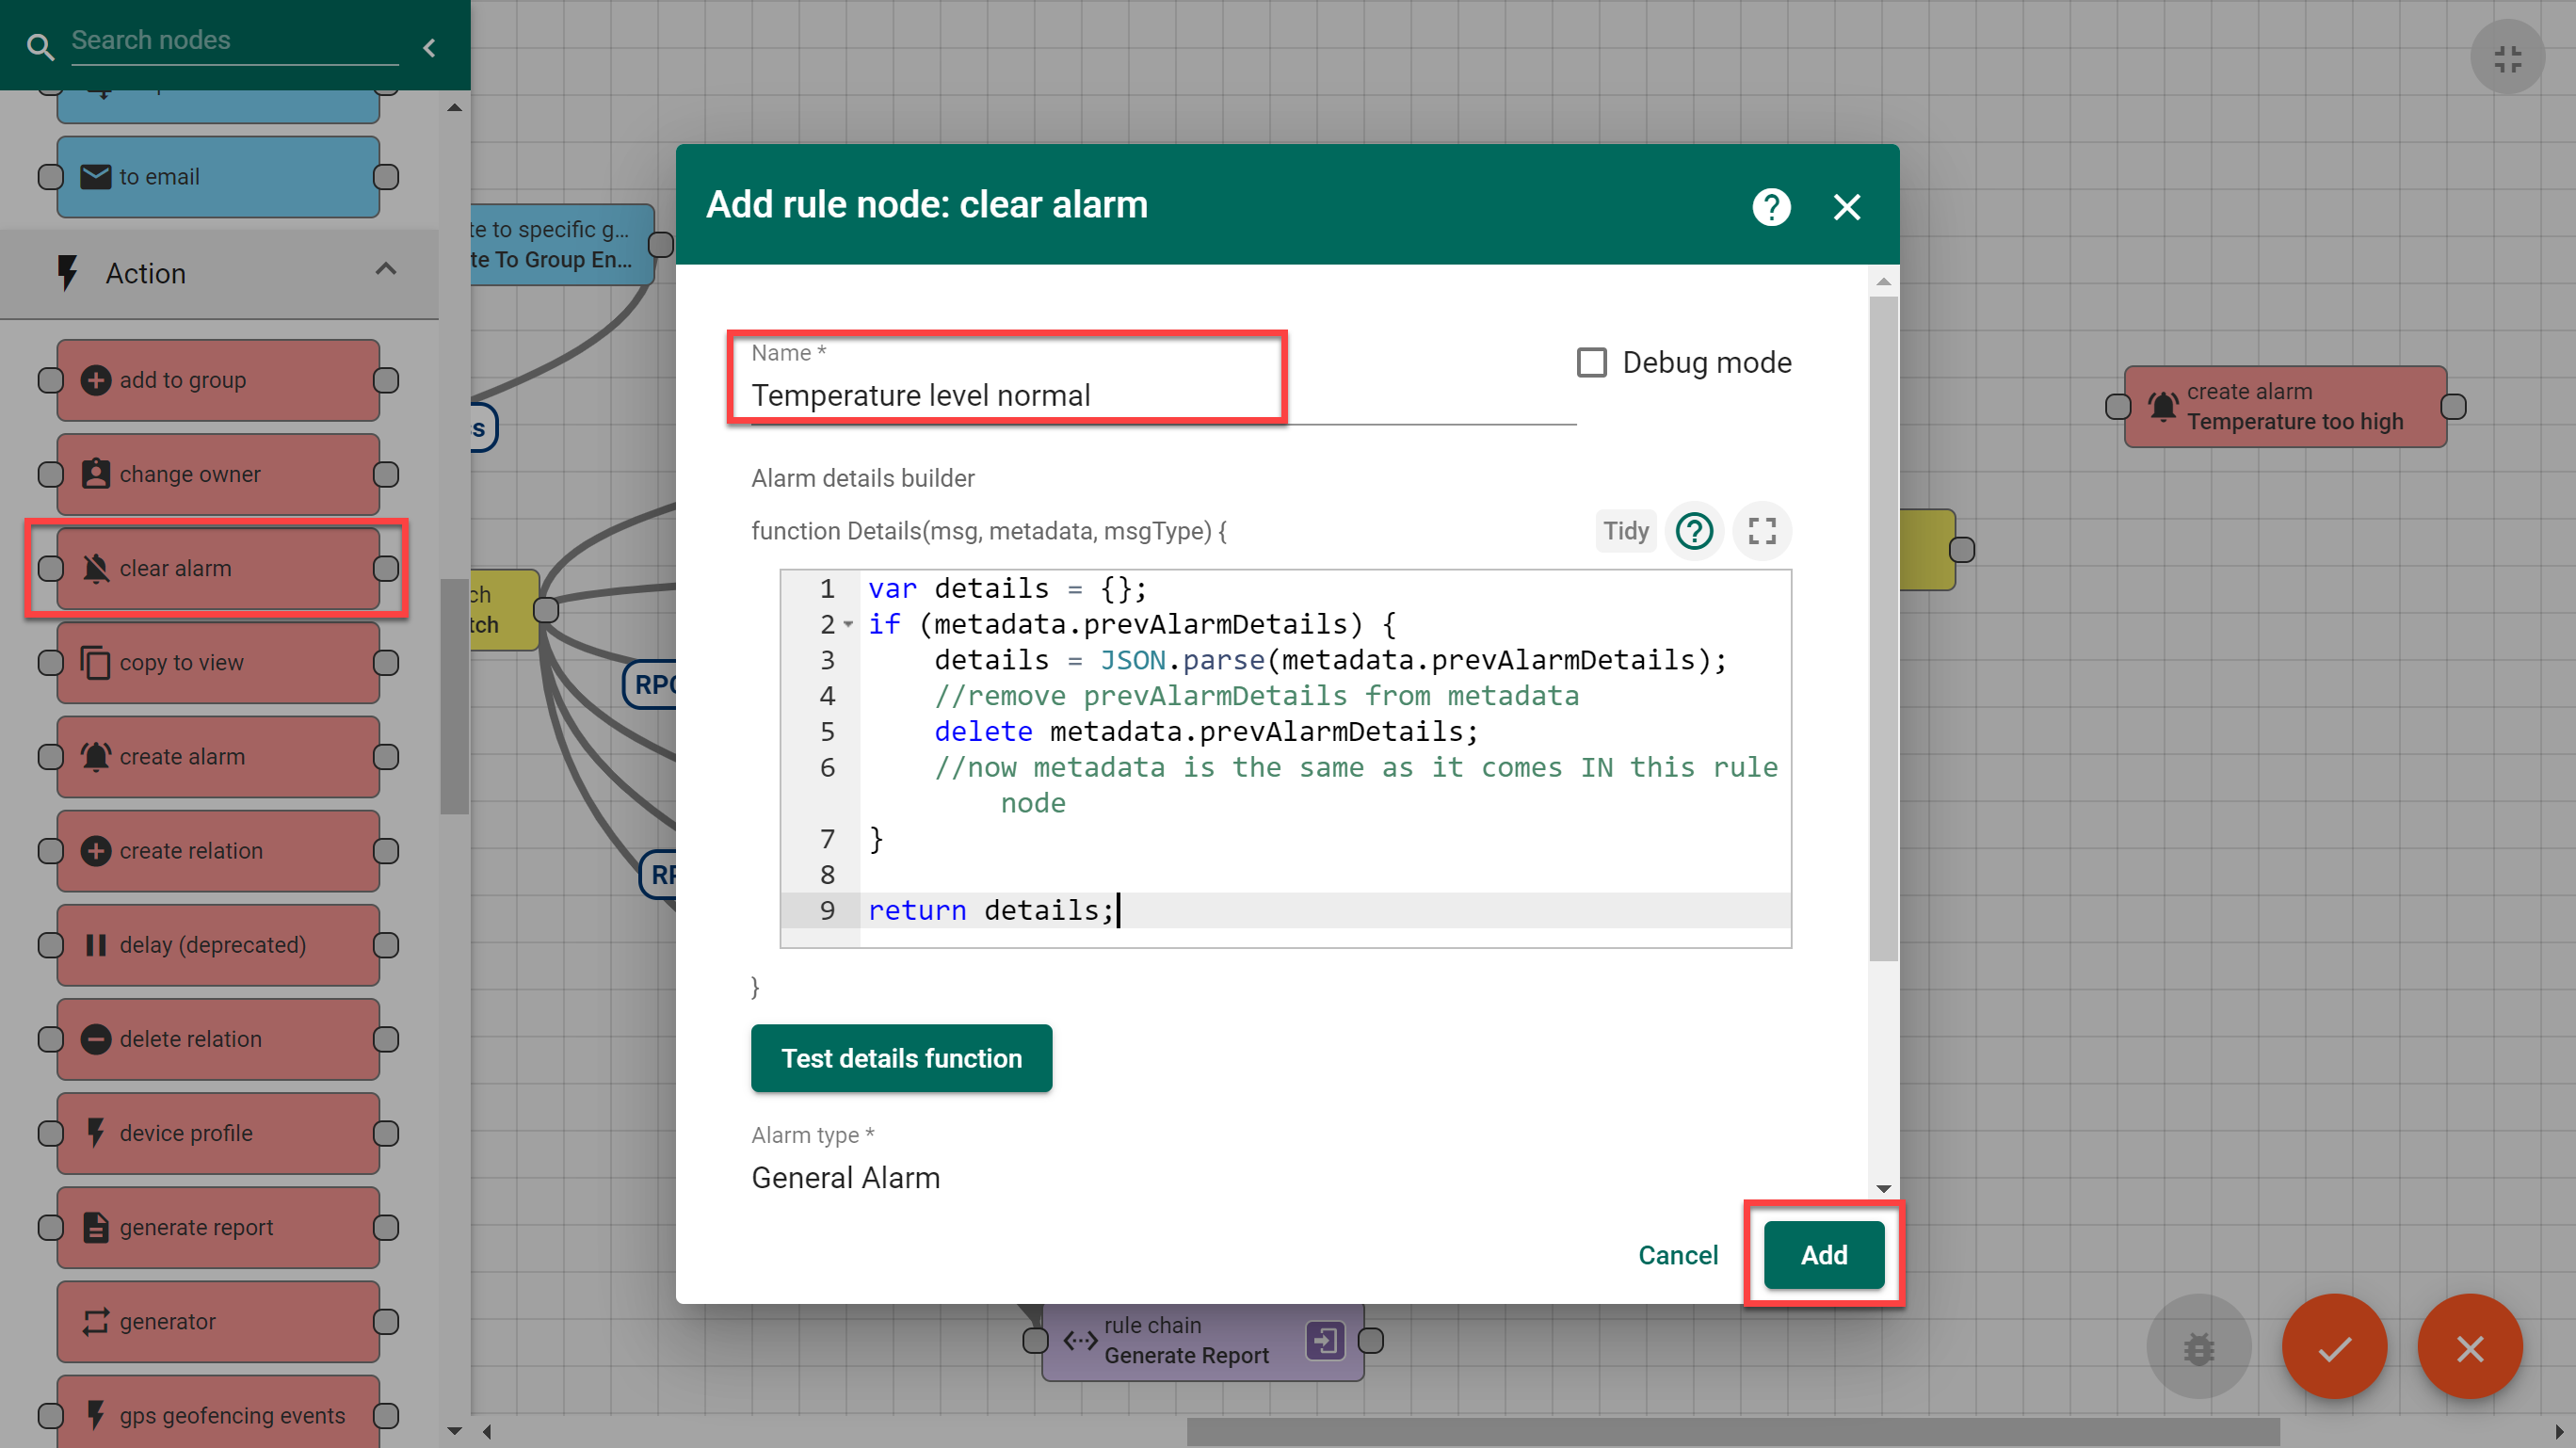 Search nodes
to email
Action
add to group
change owner
clear alarm
copy to view
create alarm
create relation
delay (deprecated)
delete relation
device profile
generate report
generator
gps geofencing events
te to specific g...
te To Group En...
s
ch
tch
RPC
RP
Add rule node: clear alarm
Name *
Temperature level normal
Debug mode
Alarm details builder
function Details(msg, metadata, msgType) {
Tidy
1 var details = {};
2 if (metadata.prevAlarmDetails) {
3 details = JSON.parse(metadata.prevAlarmDetails);
4 //remove prevAlarmDetails from metadata
5 delete metadata.prevAlarmDetails;
6 //now metadata is the same as it comes IN this rule
node
7 }
8
9 return details;
}
Test details function
Alarm type *
General Alarm
Cancel
Add
create alarm
Temperature too high
rule chain
Generate Report